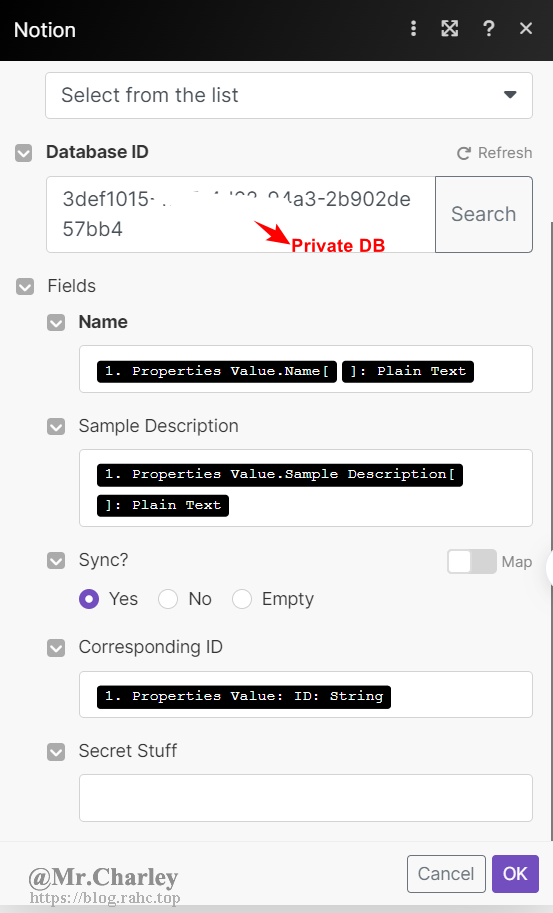 Notion
Select from the list
Database ID
Refresh
3def1015-
94a3-2b902de
57bb4
Search
Private DB
Fields
Name
1. Properties Value.Name[ ]: Plain Text
Sample Description
1. Properties Value.Sample Description[
]: Plain Text
Sync?
Map
Yes No Empty
Corresponding ID
1. Properties Value: ID: String
Secret Stuff
@Mr.Charley
https://blog.rahc.top
Cancel OK